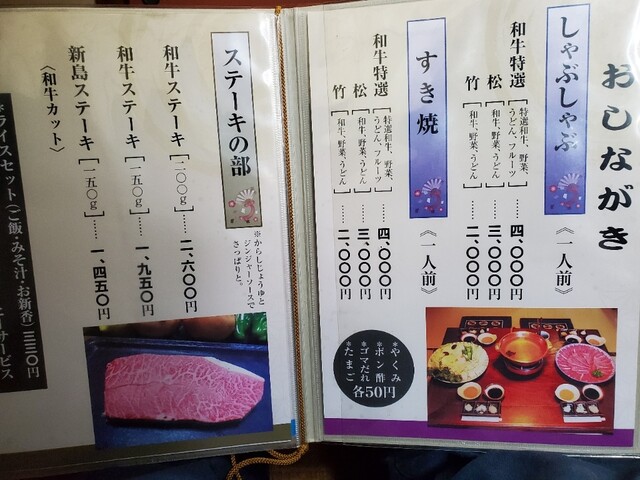 おしながき
しゃぶしゃぶ 《一人前》
和牛特選 [特選和牛、野菜、うどん、フルーツ] …… 四、〇〇〇円
松 [和牛、野菜、うどん] …… 三、〇〇〇円
竹 [和牛、野菜、うどん] …… 二、〇〇〇円
すき焼 《一人前》
和牛特選 [特選和牛、野菜、うどん、フルーツ] …… 四、〇〇〇円
松 [和牛、野菜、うどん] …… 三、〇〇〇円
竹 [和牛、野菜、うどん] …… 二、〇〇〇円
*やくみ
*ポン酢
*ゴマだれ
*たまご
各50円
ステーキの部
※からしじょうゆと
ジンジャーソースで
さっぱりと。
和牛ステーキ [二〇〇g] …… 二、六〇〇円
和牛ステーキ [一五〇g] …… 一、九五〇円
新島ステーキ [一五〇g] …… 一、四五〇円
〈和牛カット〉
*ライスセット(ご飯・みそ汁・お新香)三三〇円
サービス